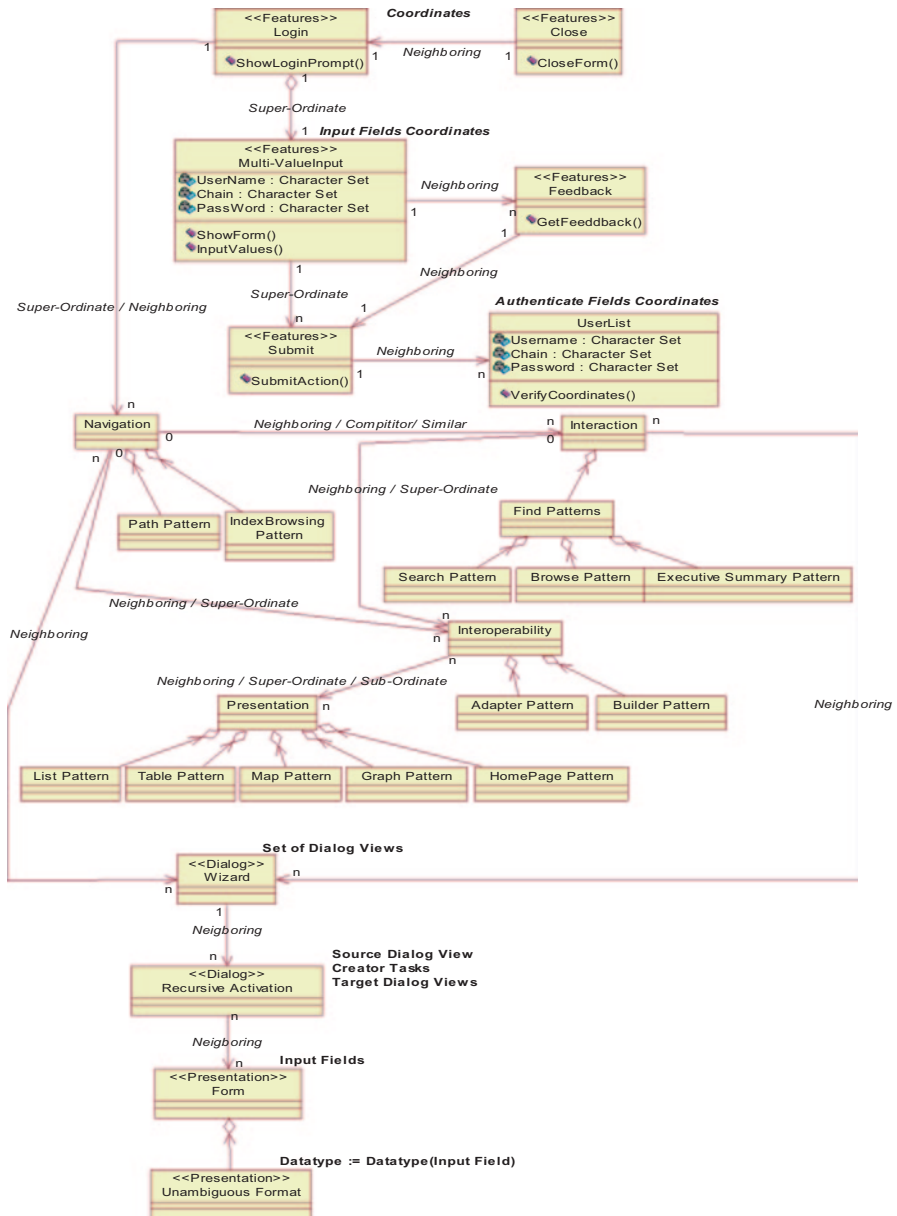 Coordinates
<<Features>>
Login
ShowLoginPrompt()
<<Features>>
Close
CloseForm()
Neighboring
1
1
1
1
Super-Ordinate
1
Input Fields Coordinates
<<Features>>
Multi-ValueInput
UserName : Character Set
Chain : Character Set
PassWord : Character Set
ShowForm()
InputValues()
Neighboring
1
n
<<Features>>
Feedback
GetFeeddback()
1
Neighboring
1
1
Super-Ordinate
n
Super-Ordinate / Neighboring
<<Features>>
Submit
SubmitAction()
Neighboring
1
n
Authenticate Fields Coordinates
UserList
Username : Character Set
Chain : Character Set
Password : Character Set
VerifyCoordinates()
n
Navigation
0
n
0
Neighboring / Compititor/ Similar
n
0
Interaction
n
Neighboring / Super-Ordinate
Path Pattern
IndexBrowsing
Pattern
Find Patterns
Search Pattern
Browse Pattern
Executive Summary Pattern
Neighboring / Super-Ordinate
n
n
Interoperability
n
Neighboring
Neighboring / Super-Ordinate / Sub-Ordinate
n
Presentation
Adapter Pattern
Builder Pattern
Neighboring
List Pattern
Table Pattern
Map Pattern
Graph Pattern
HomePage Pattern
Set of Dialog Views
<<Dialog>>
Wizard
n
n
1
Neigboring
n
Source Dialog View
Creator Tasks
Target Dialog Views
<<Dialog>>
Recursive Activation
n
Neigboring
n
Input Fields
<<Presentation>>
Form
Datatype := Datatype(Input Field)
<<Presentation>>
Unambiguous Format